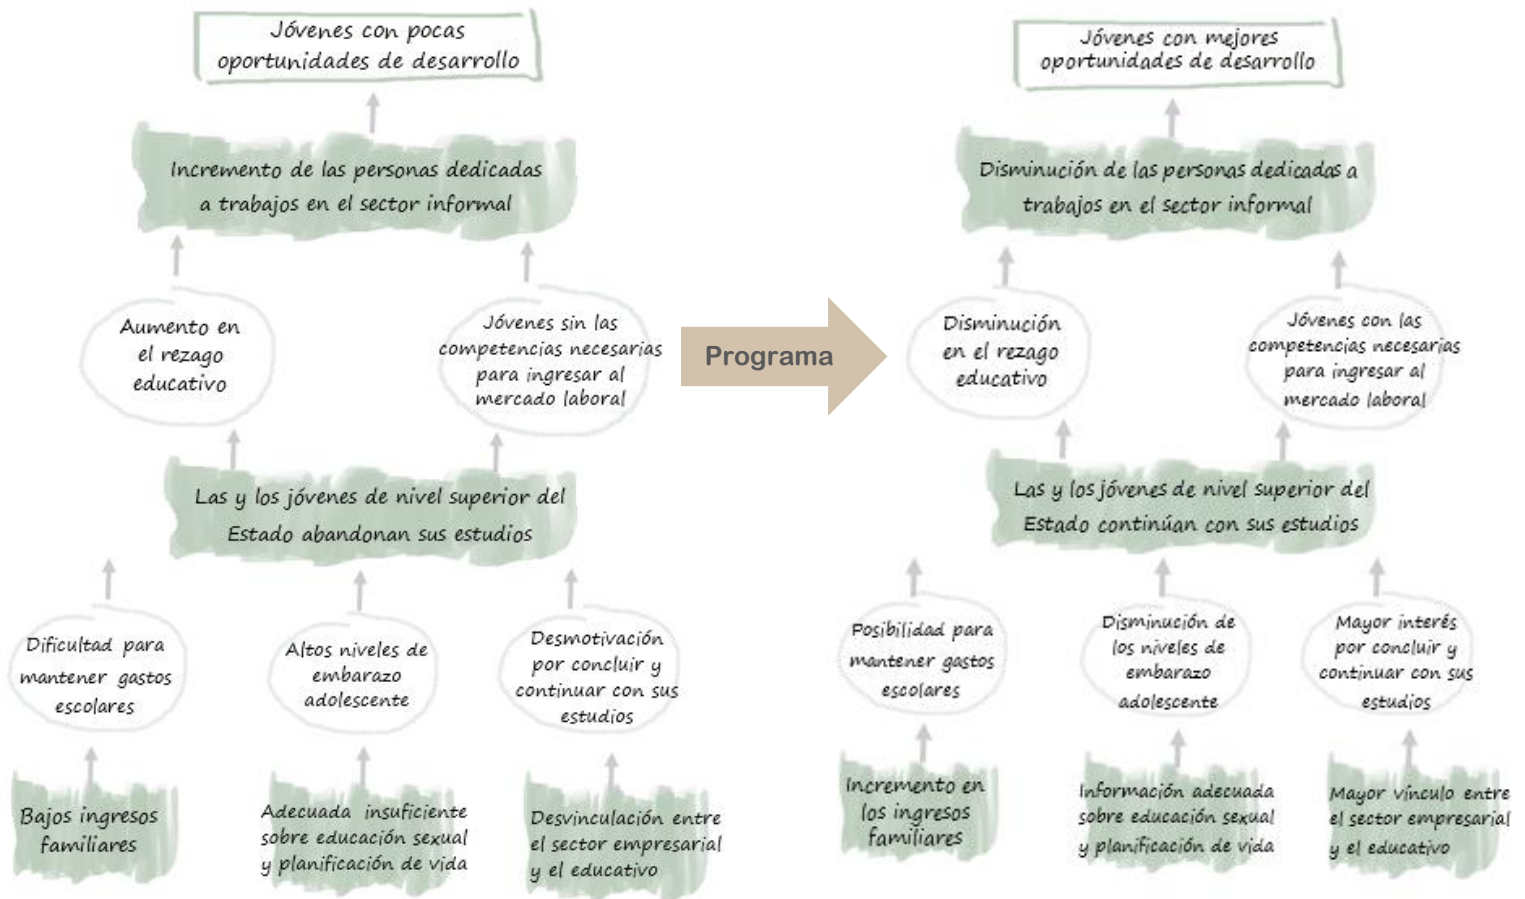 Jóvenes con pocas
oportunidades de desarrollo
Incremento de las personas dedicadas
a trabajos en el sector informal
Aumento en
el rezago
educativo
Jóvenes sin las
competencias necesarias
para ingresar al
mercado laboral
Las y los jóvenes de nivel superior del
Estado abandonan sus estudios
Dificultad para
mantener gastos
escolares
Altos niveles de
embarazo
adolescente
Desmotivación
por concluir y
continuar con sus
estudios
Bajos ingresos
familiares
Adecuada insuficiente
sobre educación sexual
y planificación de vida
Desvinculación entre
el sector empresarial
y el educativo
Programa
Jóvenes con mejores
oportunidades de desarrollo
Disminución de las personas dedicadas a
trabajos en el sector informal
Disminución
en el rezago
educativo
Jóvenes con las
competencias necesarias
para ingresar al
mercado laboral
Las y los jóvenes de nivel superior del
Estado continúan con sus estudios
Posibilidad para
mantener gastos
escolares
Disminución de
los niveles de
embarazo
adolescente
Mayor interés
por concluir y
continuar con sus
estudios
Incremento en
los ingresos
familiares
Información adecuada
sobre educación sexual
y planificación de vida
Mayor vínculo entre
el sector empresarial
y el educativo